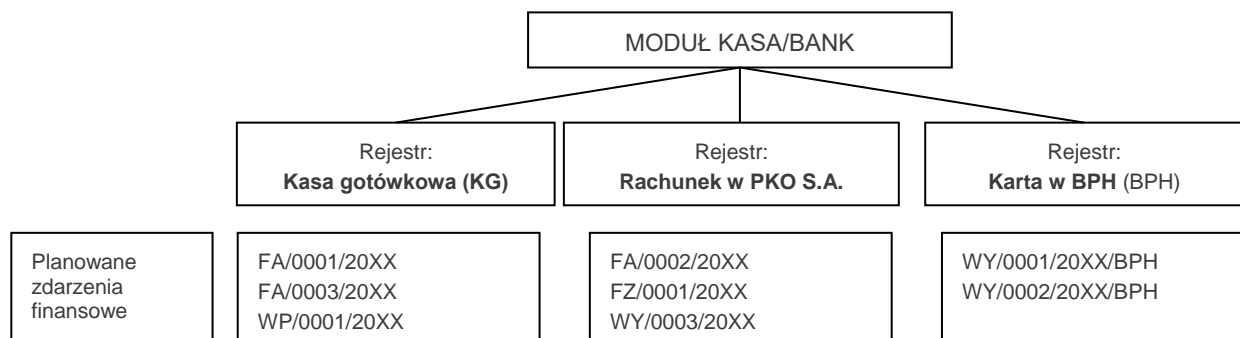 MODUŁ KASA/BANK
Rejestr:
Kasa gotówkowa (KG)
Rejestr:
Rachunek w PKO S.A.
Rejestr:
Karta w BPH (BPH)
Planowane
zdarzenia
finansowe
FA/0001/20XX
FA/0003/20XX
WP/0001/20XX
FA/0002/20XX
FZ/0001/20XX
WY/0003/20XX
WY/0001/20XX/BPH
WY/0002/20XX/BPH